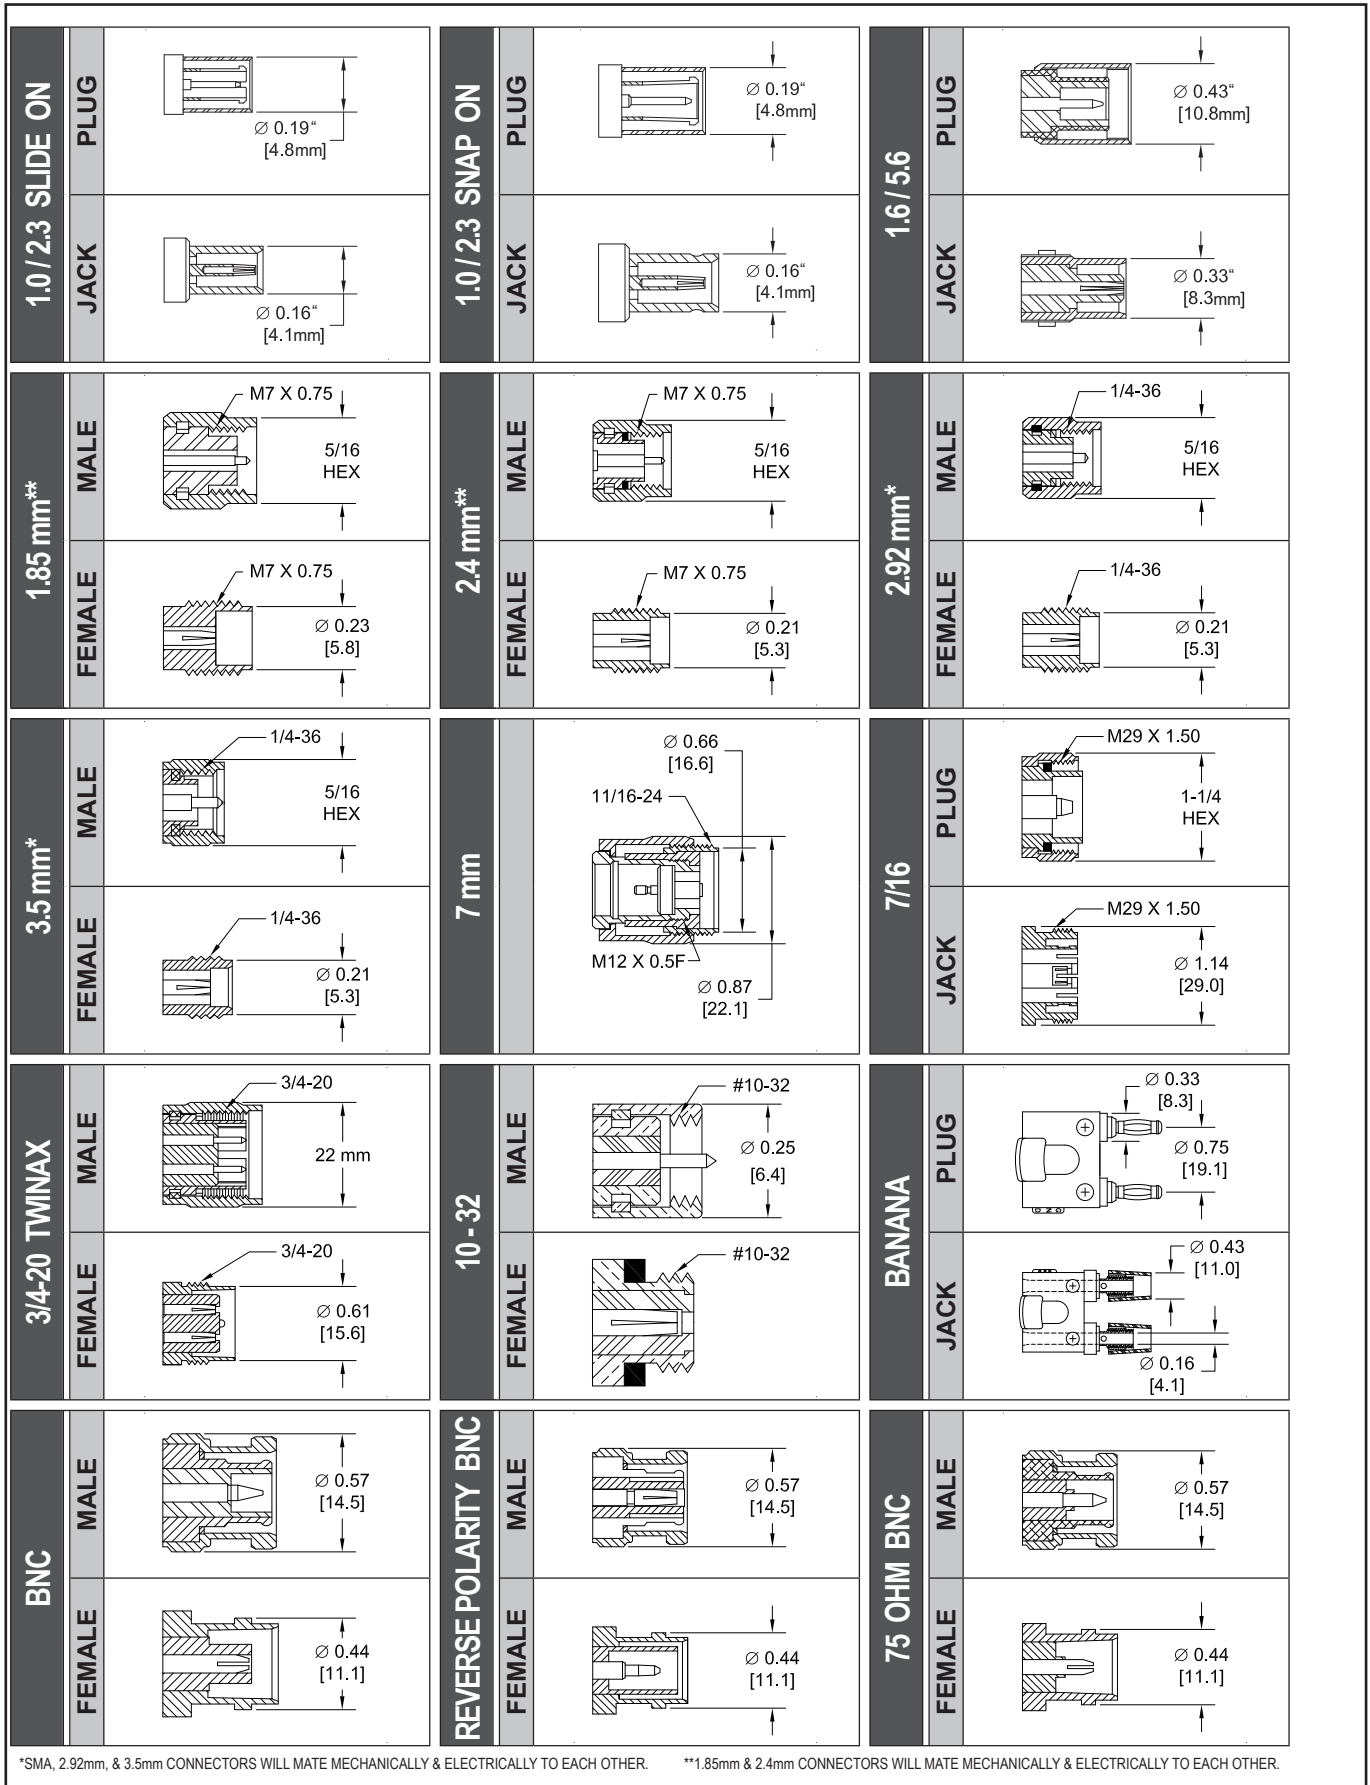 1.0 / 2.3 SLIDE ON
PLUG
Ø 0.19“
[4.8mm]
JACK
Ø 0.16“
[4.1mm]
1.0 / 2.3 SNAP ON
PLUG
Ø 0.19“
[4.8mm]
JACK
Ø 0.16“
[4.1mm]
1.6 / 5.6
PLUG
Ø 0.43“
[10.8mm]
JACK
Ø 0.33“
[8.3mm]
1.85 mm**
MALE
M7 X 0.75
5/16
HEX
FEMALE
M7 X 0.75
Ø 0.23
[5.8]
2.4 mm**
MALE
M7 X 0.75
5/16
HEX
FEMALE
M7 X 0.75
Ø 0.21
[5.3]
2.92 mm*
MALE
1/4-36
5/16
HEX
FEMALE
1/4-36
Ø 0.21
[5.3]
3.5 mm*
MALE
1/4-36
5/16
HEX
FEMALE
1/4-36
Ø 0.21
[5.3]
7 mm
Ø 0.66
[16.6]
11/16-24
M12 X 0.5F
Ø 0.87
[22.1]
7/16
PLUG
M29 X 1.50
1-1/4
HEX
JACK
M29 X 1.50
Ø 1.14
[29.0]
3/4-20 TWINAX
MALE
3/4-20
22 mm
FEMALE
3/4-20
Ø 0.61
[15.6]
10 - 32
MALE
#10-32
Ø 0.25
[6.4]
FEMALE
#10-32
BANANA
PLUG
Ø 0.33
[8.3]
Ø 0.75
[19.1]
JACK
Ø 0.43
[11.0]
Ø 0.16
[4.1]
BNC
MALE
Ø 0.57
[14.5]
FEMALE
Ø 0.44
[11.1]
REVERSE POLARITY BNC
MALE
Ø 0.57
[14.5]
FEMALE
Ø 0.44
[11.1]
75 OHM BNC
MALE
Ø 0.57
[14.5]
FEMALE
Ø 0.44
[11.1]
*SMA, 2.92mm, & 3.5mm CONNECTORS WILL MATE MECHANICALLY & ELECTRICALLY TO EACH OTHER.
**1.85mm & 2.4mm CONNECTORS WILL MATE MECHANICALLY & ELECTRICALLY TO EACH OTHER.